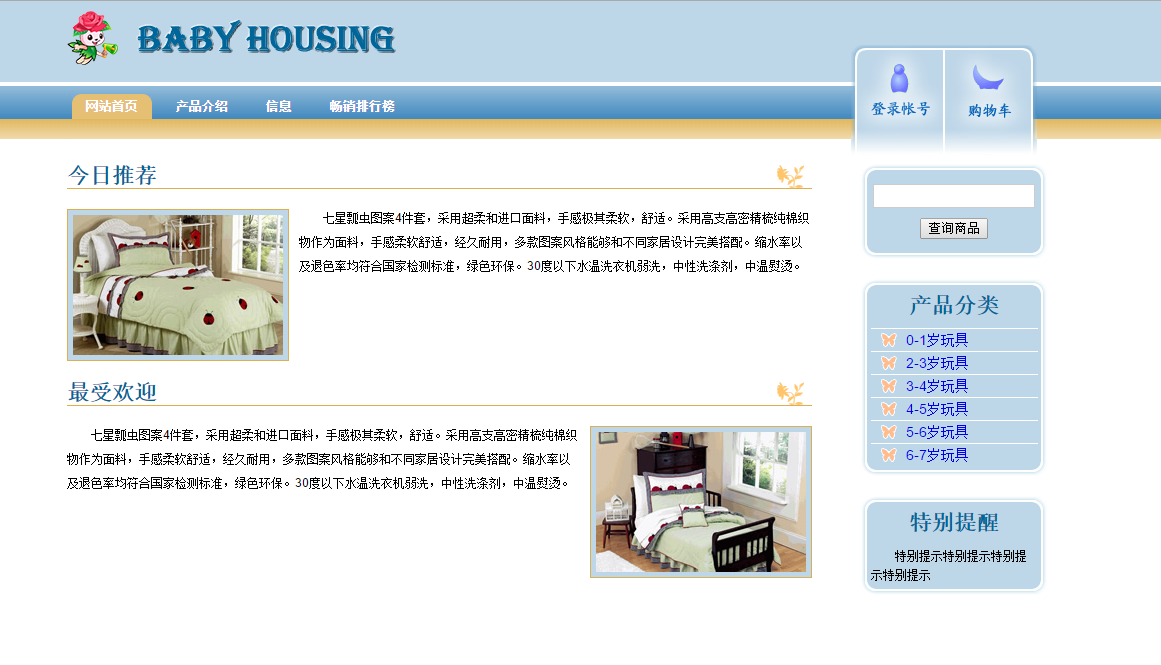 BABY HOUSING
网站首页 产品介绍 信息 畅销排行榜
登录帐号 购物车
今日推荐
七星瓢虫图案4件套，采用超柔和进口面料，手感极其柔软，舒适。采用高支高密精梳纯棉织
物作为面料，手感柔软舒适，经久耐用，多款图案风格能够和不同家居设计完美搭配。缩水率以
及退色率均符合国家检测标准，绿色环保。30度以下水温洗衣机弱洗，中性洗涤剂，中温熨烫。
最受欢迎
七星瓢虫图案4件套，采用超柔和进口面料，手感极其柔软，舒适。采用高支高密精梳纯棉织
物作为面料，手感柔软舒适，经久耐用，多款图案风格能够和不同家居设计完美搭配。缩水率以
及退色率均符合国家检测标准，绿色环保。30度以下水温洗衣机弱洗，中性洗涤剂，中温熨烫。
查询商品
产品分类
0-1岁玩具
2-3岁玩具
3-4岁玩具
4-5岁玩具
5-6岁玩具
6-7岁玩具
特别提醒
特别提示特别提示特别提
示特别提示